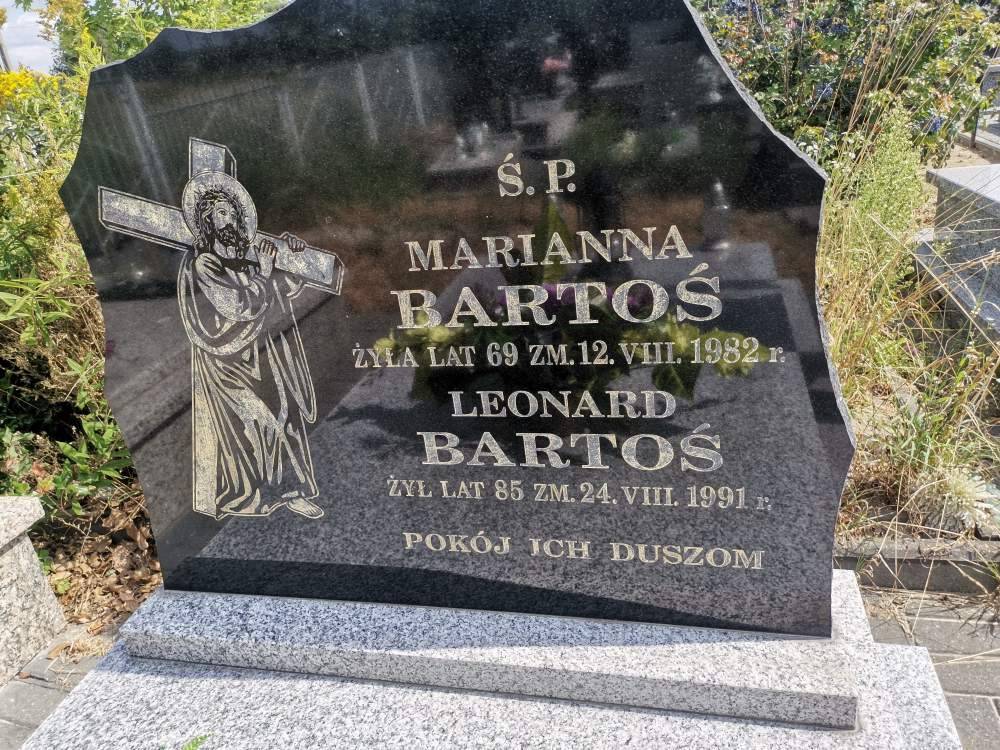 Ś. P.
MARIANNA
BARTOŚ
ŻYŁA LAT 69 ZM. 12. VIII. 1982 r.
LEONARD
BARTOŚ
ŻYŁ LAT 85 ZM. 24. VIII. 1991 r.
POKÓJ ICH DUSZOM